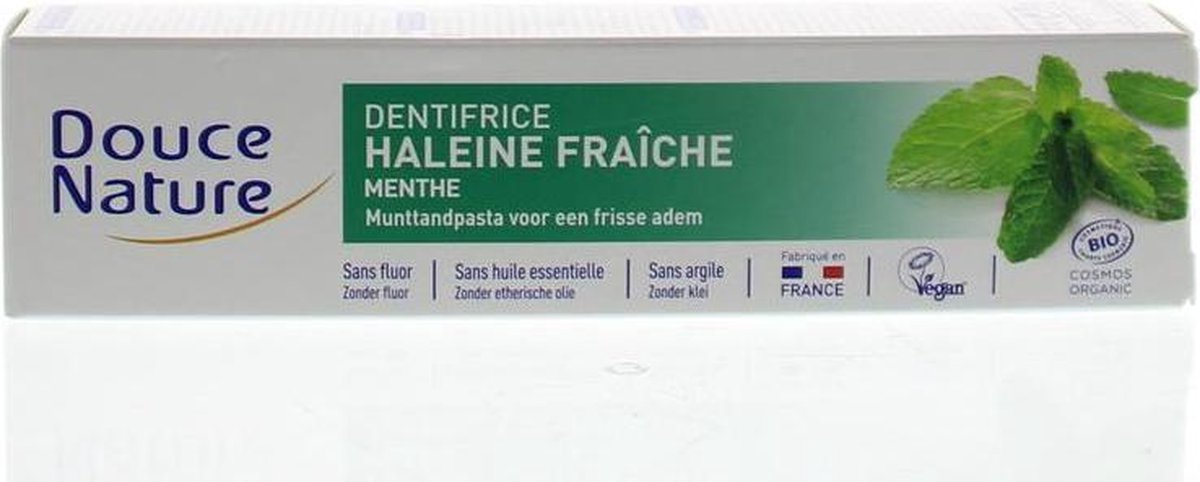 Douce
Nature
DENTIFRICE
HALEINE FRAÎCHE
MENTHE
Munttandpasta voor een frisse adem
Sans fluor
Zonder fluor
Sans huile essentielle
Zonder etherische olie
Sans argile
Zonder klei
Fabriqué en
FRANCE
Vegan
COSMÉTIQUE
BIO
COSMOS
ORGANIC